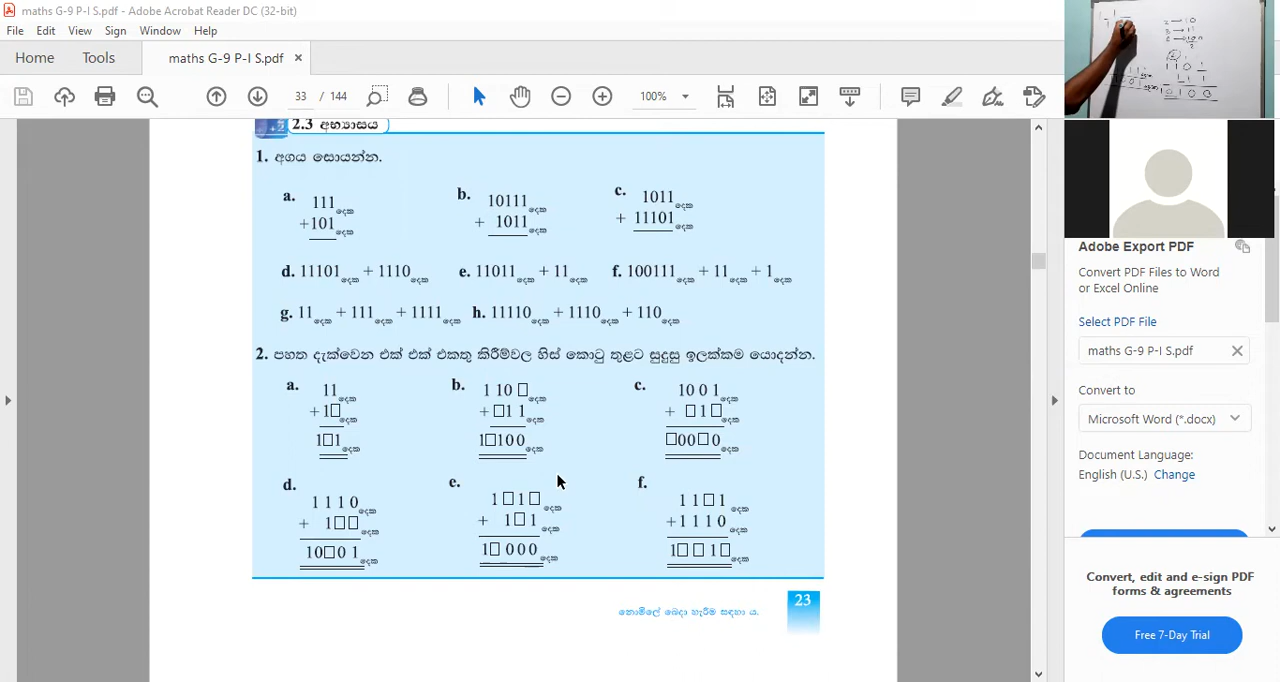 maths G-9 P-I S.pdf - Adobe Acrobat Reader DC (32-bit)
File Edit View Sign Window Help
Home Tools maths G-9 P-I S.pdf ×
33 / 144 100%
2.3 අභ්‍යාසය
1. අගය සොයන්න.
a. 111දෙක
+101දෙක
b. 10111දෙක
+ 1011දෙක
c. 1011දෙක
+ 11101දෙක
d. 11101දෙක + 1110දෙක e. 11011දෙක + 11දෙක f. 100111දෙක + 11දෙක + 1දෙක
g. 11දෙක + 111දෙක + 1111දෙක h. 11110දෙක + 1110දෙක + 110දෙක
2. පහත දැක්වෙන එක් එක් එකතු කිරීම්වල හිස් කොටු තුළට සුදුසු ඉලක්කම යොදන්න.
a. 11දෙක
+ 1□දෙක
1□1දෙක
b. 1 10 □දෙක
+ □1 1දෙක
1□100දෙක
c. 10 0 1දෙක
+ □ 1 □දෙක
□00□0දෙක
d. 1 1 1 0දෙක
+ 1□□දෙක
10□0 1දෙක
e. 1□1□දෙක
+ 1□1දෙක
1□ 000දෙක
f. 1 1□1දෙක
+1 1 1 0දෙක
1□□1□දෙක
නොමිලේ බෙදා හැරීම සඳහා ය.
23
Adobe Export PDF
Convert PDF Files to Word
or Excel Online
Select PDF File
maths G-9 P-I S.pdf
Convert to
Microsoft Word (*.docx)
Document Language:
English (U.S.) Change
Convert, edit and e-sign PDF
forms & agreements
Free 7-Day Trial